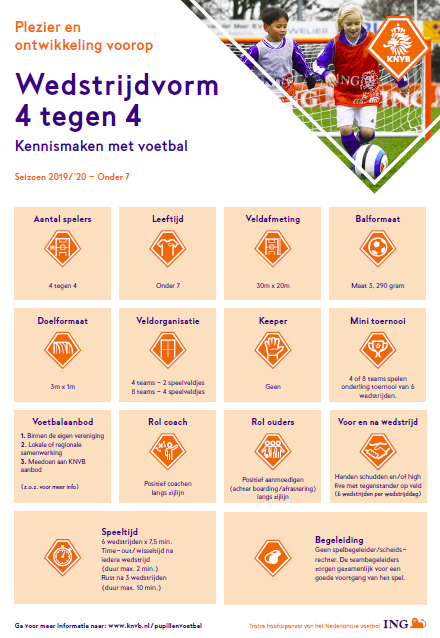 Plezier en
ontwikkeling voorop
KNVB
Wedstrijdvorm
4 tegen 4
Kennismaken met voetbal
Seizoen 2019/'20 – Onder 7
Aantal spelers
4 tegen 4
Leeftijd
Onder 7
Veldafmeting
30m x 20m
Balformaat
Maat 3, 290 gram
Doelformaat
3m x 1m
Veldorganisatie
4 teams – 2 speelveldjes
8 teams – 4 speelveldjes
Keeper
Geen
Mini toernooi
4 of 8 teams spelen
onderling toernooi van 6
wedstrijden.
Voetbalaanbod
1. Binnen de eigen vereniging
2. Lokale of regionale
samenwerking
3. Meedoen aan KNVB
aanbod
(z.o.z. voor meer info)
Rol coach
Positief coachen
langs zijlijn
Rol ouders
Positief aanmoedigen
(achter boarding/afrastering)
langs zijlijn
Voor en na wedstrijd
Handen schudden en/of high
five met tegenstander op veld
(6 wedstrijden per wedstrijddag)
Speeltijd
6 wedstrijden x 7,5 min.
Time-out/wisseltijd na
iedere wedstrijd
(duur max. 2 min.)
Rust na 3 wedstrijden
(duur max. 10 min.)
Begeleiding
Geen spelbegeleider/scheids-
rechter. De teambegeleiders
zorgen gezamenlijk voor een
goede voortgang van het spel.
Ga voor meer informatie naar: www.knvb.nl/pupillenvoetbal
Trotse hoofdsponsor van het Nederlandse voetbal
ING